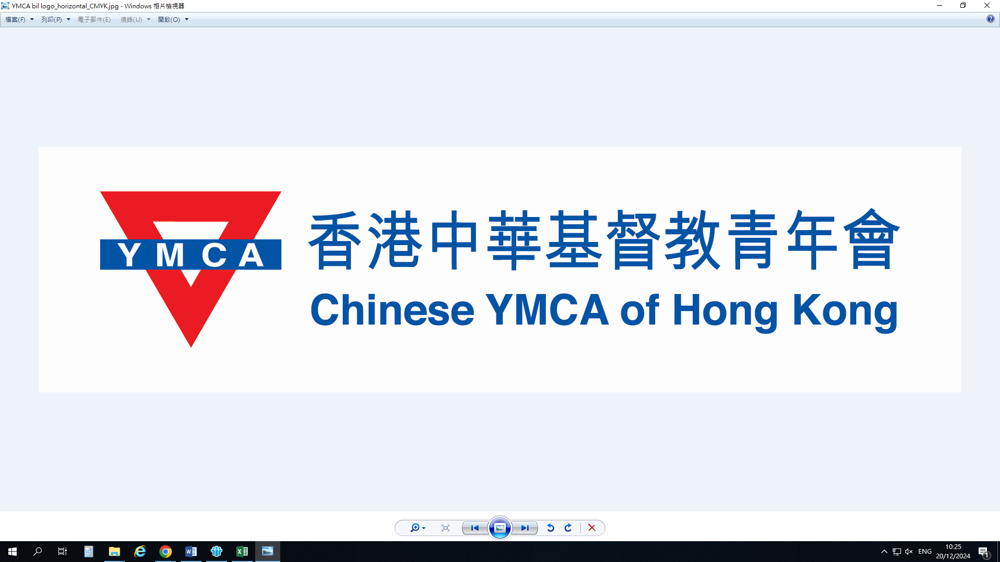 YMCA bil logo_horizontal_CMYK.jpg - Windows 相片檢視器
檔案(F) 列印(P) 電子郵件(E) 燒錄(U) 開啟(O)
YMCA
香港中華基督教青年會
Chinese YMCA of Hong Kong
ENG
10:25
20/12/2024
1